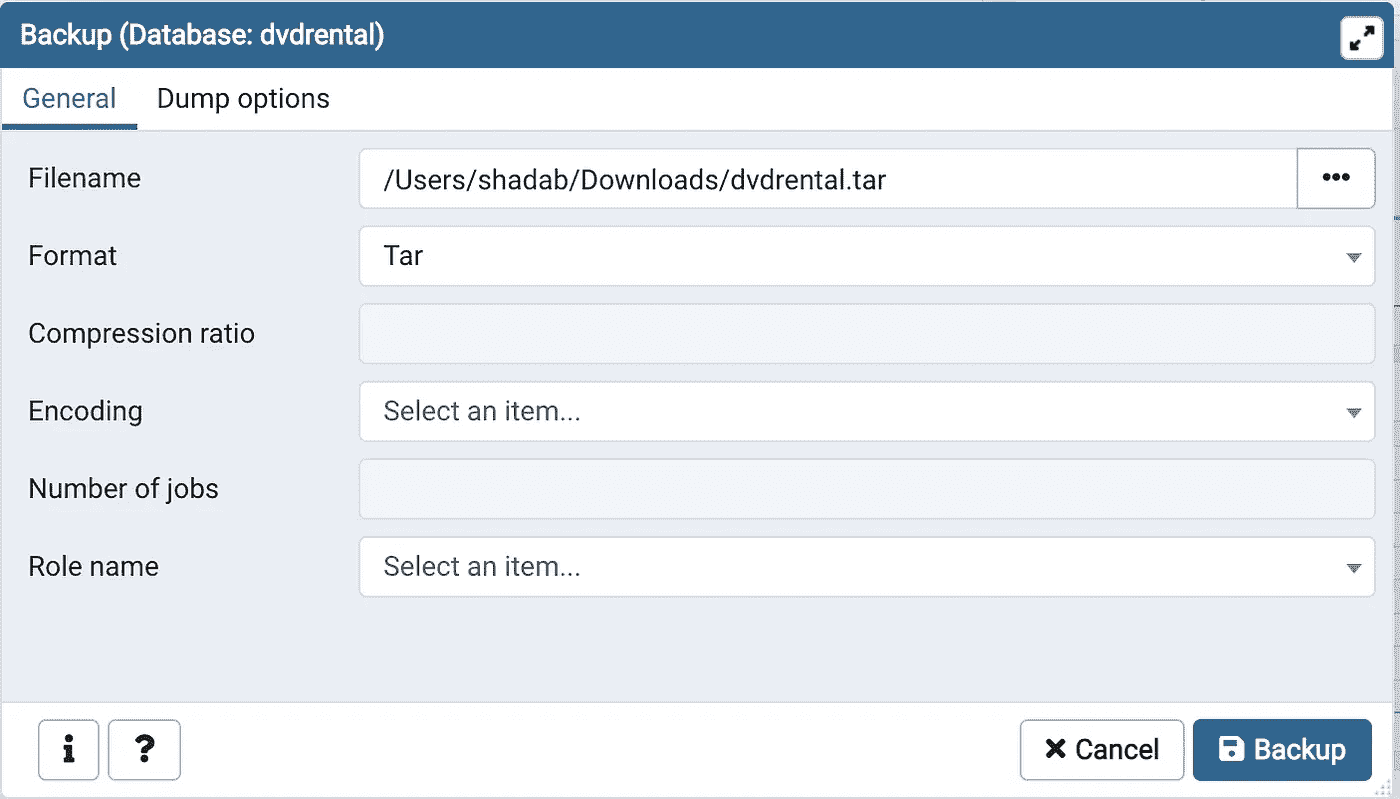 Backup (Database: dvdrental)
General Dump options
Filename /Users/shadab/Downloads/dvdrental.tar •••
Format Tar
Compression ratio
Encoding Select an item...
Number of jobs
Role name Select an item...
i ? Cancel Backup